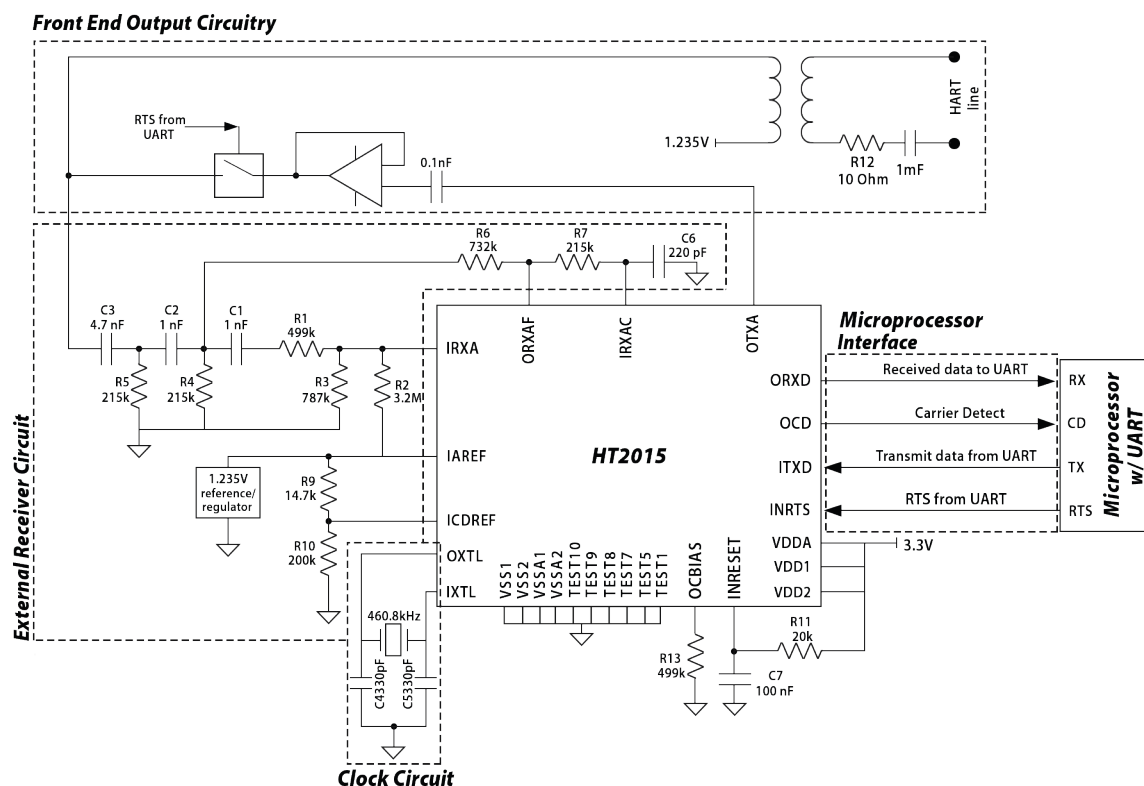 Front End Output Circuitry
RTS from
UART
0.1nF
1.235V
R12
10 Ohm
1mF
HART
line
R6
732k
R7
215k
C6
220 pF
C3
4.7 nF
C2
1 nF
C1
1 nF
R1
499k
R5
215k
R4
215k
R3
787k
R2
3.2M
IRXA
ORXAF
IRXAC
OTXA
Microprocessor
Interface
ORXD
Received data to UART
RX
OCD
Carrier Detect
CD
HT2015
ITXD
Transmit data from UART
TX
INRTS
RTS from UART
RTS
Microprocessor
w/ UART
IAREF
1.235V
reference/
regulator
R9
14.7k
ICDREF
R10
200k
OXTL
IXTL
VSS1
VSS2
VSSA1
VSSA2
TEST10
TEST9
TEST8
TEST7
TEST5
TEST1
OCBIAS
INRESET
VDDA
3.3V
VDD1
VDD2
460.8kHz
C4330pF
C5330pF
R13
499k
R11
20k
C7
100 nF
External Receiver Circuit
Clock Circuit